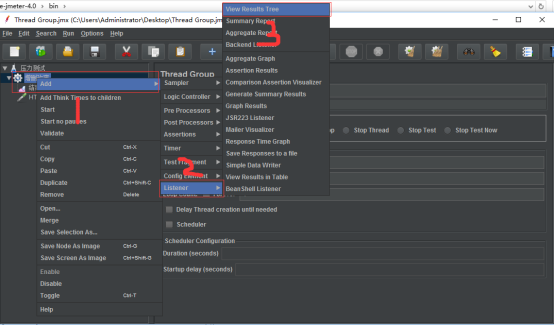 e-jmeter-4.0 › bin ›
Thread Group.jmx (C:\Users\Administrator\Desktop\Thread Group.jmx)
File Edit Search Run Options Help
压力测试
Thread Group
Add
Add Think Times to children
Start
Start no pauses
Validate
Cut Ctrl-X
Copy Ctrl-C
Paste Ctrl-V
Duplicate Ctrl+Shift-C
Remove Delete
Open...
Merge
Save Selection As...
Save Node As Image Ctrl-G
Save Screen As Image Ctrl+Shift-G
Enable
Disable
Toggle Ctrl-T
Help
1
Sampler
Logic Controller
Pre Processors
Post Processors
Assertions
Timer
Test Fragment
Config Element
Listener
2
View Results Tree
Summary Report
Aggregate Report
Backend Listener
Aggregate Graph
Assertion Results
Comparison Assertion Visualizer
Generate Summary Results
Graph Results
JSR223 Listener
Mailer Visualizer
Response Time Graph
Save Responses to a file
Simple Data Writer
View Results in Table
BeanShell Listener
3
Stop Thread Stop Test Stop Test Now
Delay Thread creation until needed
Scheduler
Scheduler Configuration
Duration (seconds)
Startup delay (seconds)